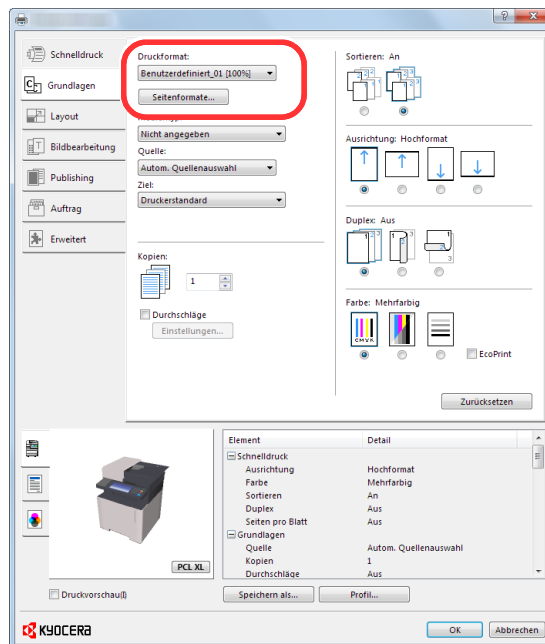 Schnelldruck
Grundlagen
Layout
Bildbearbeitung
Publishing
Auftrag
Erweitert
Druckformat:
Benutzerdefiniert_01 [100%]
Seitenformate...
Nicht angegeben
Quelle:
Autom. Quellenauswahl
Ziel:
Druckerstandard
Kopien:
1
Durchschläge
Einstellungen...
Sortieren: An
Ausrichtung: Hochformat
Duplex: Aus
Farbe: Mehrfarbig
CMYK
EcoPrint
Zurücksetzen
PCL XL
Druckvorschau(I)
Element Detail
Schnelldruck
Ausrichtung Hochformat
Farbe Mehrfarbig
Sortieren An
Duplex Aus
Seiten pro Blatt Aus
Grundlagen
Quelle Autom. Quellenauswahl
Kopien 1
Durchschläge Aus
Speichern als... Profil...
KYOCERA
OK Abbrechen